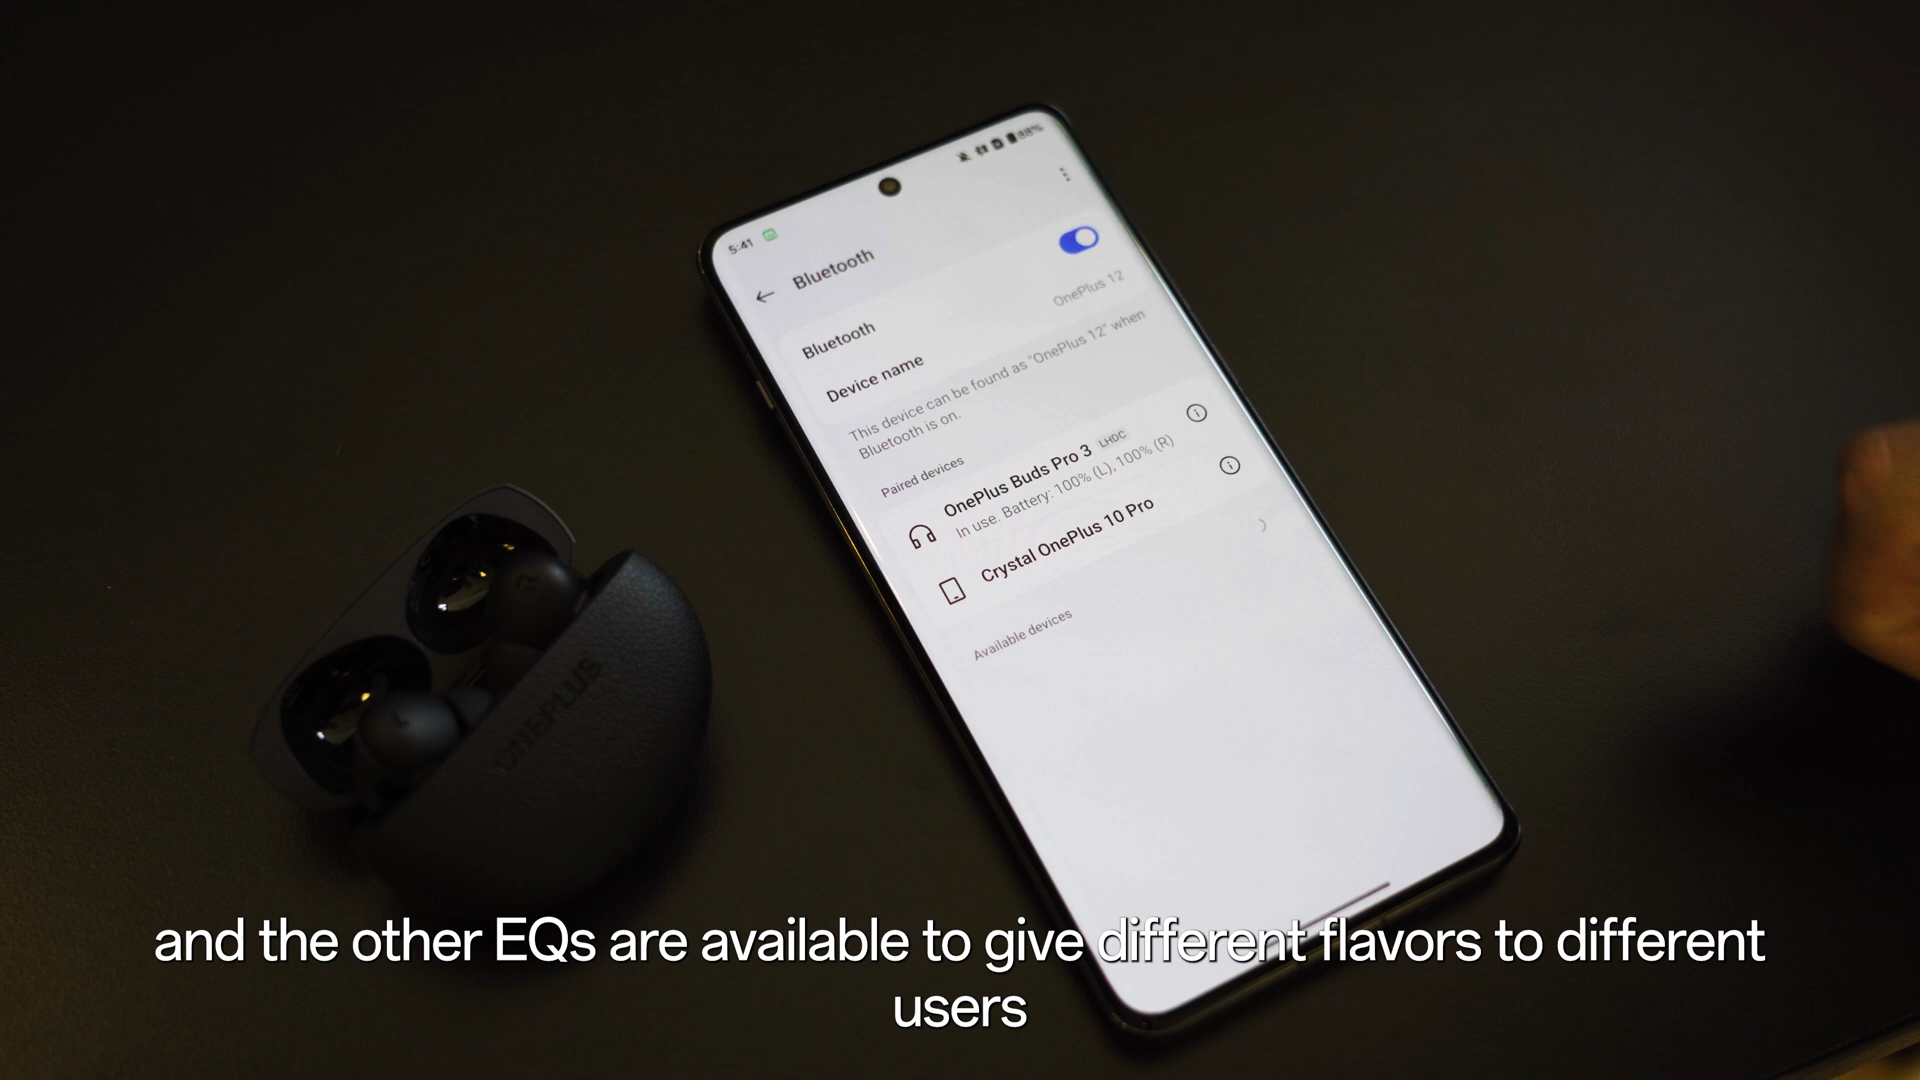 5:41
88%
Bluetooth
Bluetooth
Device name
OnePlus 12
This device can be found as "OnePlus 12" when
Bluetooth is on.
Paired devices
OnePlus Buds Pro 3 LHDC
In use. Battery: 100% (L), 100% (R)
Crystal OnePlus 10 Pro
Available devices
R
L
ONEPLUS
and the other EQs are available to give different flavors to different
users